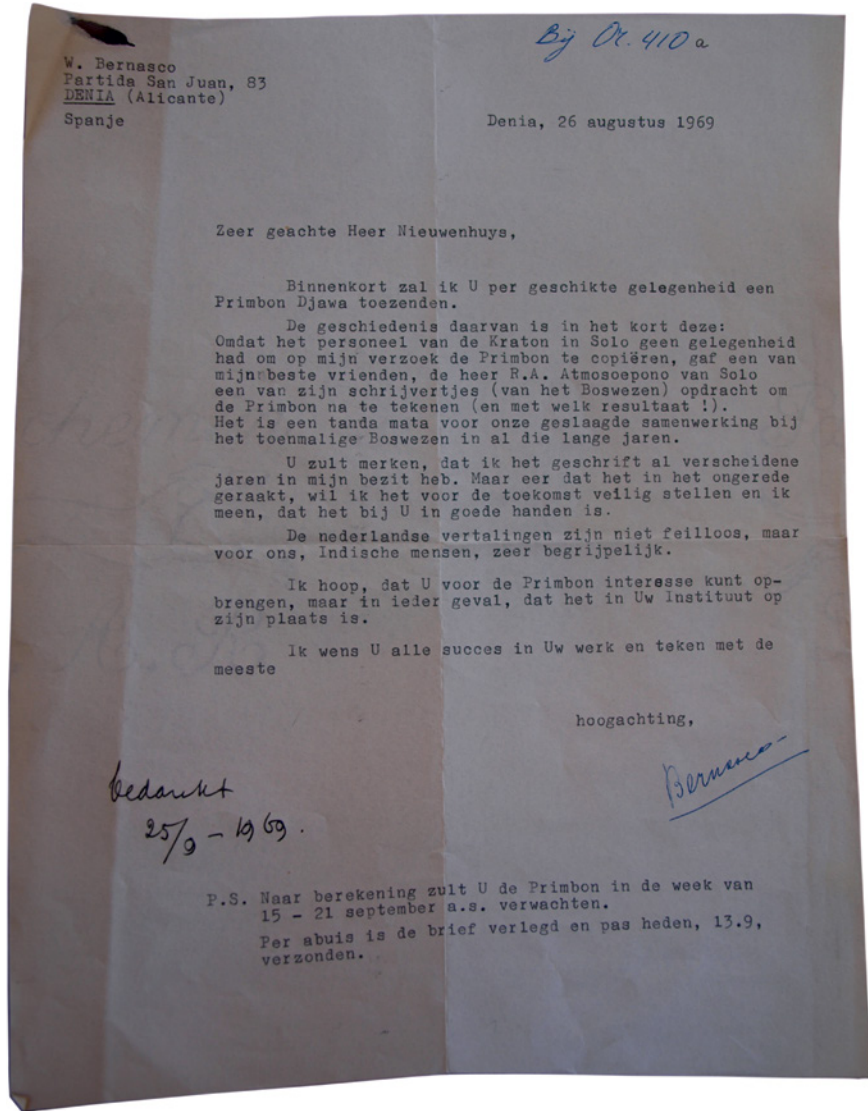 Bij Or. 410 a
W. Bernasco
Partida San Juan, 83
DENIA (Alicante)
Spanje
Denia, 26 augustus 1969
Zeer geachte Heer Nieuwenhuys,
Binnenkort zal ik U per geschikte gelegenheid een
Primbon Djawa toezenden.
De geschiedenis daarvan is in het kort deze:
Omdat het personeel van de Kraton in Solo geen gelegenheid
had om op mijn verzoek de Primbon te copiëren, gaf een van
mijn beste vrienden, de heer R.A. Atmosoepono van Solo
een van zijn schrijvertjes (van het Boswezen) opdracht om
de Primbon na te tekenen (en met welk resultaat !).
Het is een tanda mata voor onze geslaagde samenwerking bij
het toenmalige Boswezen in al die lange jaren.
U zult merken, dat ik het geschrift al verscheidene
jaren in mijn bezit heb. Maar eer dat het in het ongerede
geraakt, wil ik het voor de toekomst veilig stellen en ik
meen, dat het bij U in goede handen is.
De nederlandse vertalingen zijn niet feilloos, maar
voor ons, Indische mensen, zeer begrijpelijk.
Ik hoop, dat U voor de Primbon interesse kunt op-
brengen, maar in ieder geval, dat het in Uw Instituut op
zijn plaats is.
Ik wens U alle succes in Uw werk en teken met de
meeste
hoogachting,
Bernasco
bedankt
25/9 - 1969.
P.S. Naar berekening zult U de Primbon in de week van
15 - 21 september a.s. verwachten.
Per abuis is de brief verlegd en pas heden, 13.9,
verzonden.